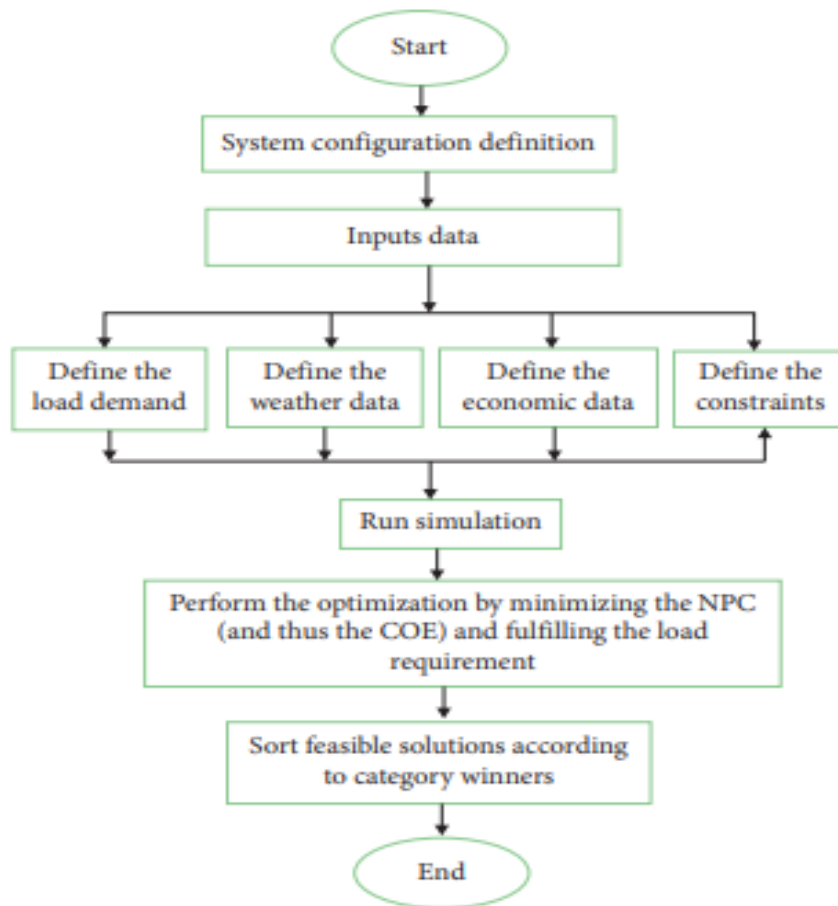 Start
System configuration definition
Inputs data
Define the
load demand
Define the
weather data
Define the
economic data
Define the
constraints
Run simulation
Perform the optimization by minimizing the NPC
(and thus the COE) and fulfilling the load
requirement
Sort feasible solutions according
to category winners
End